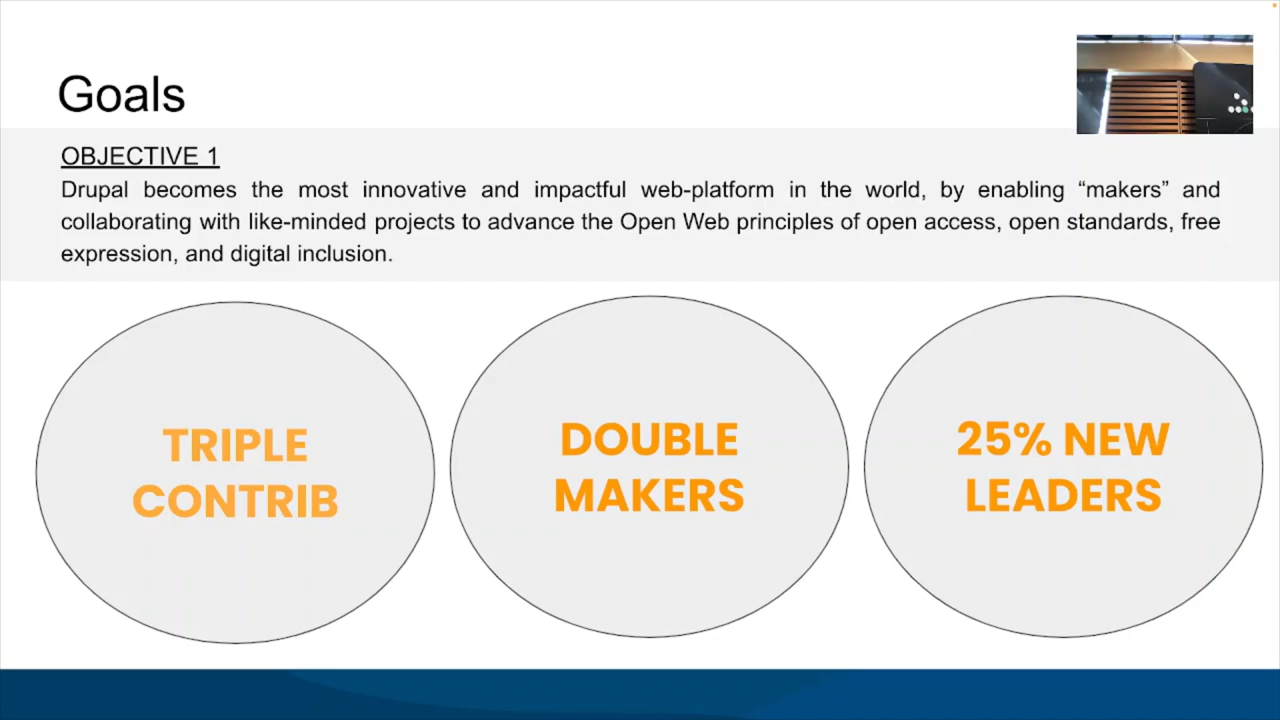 Goals
OBJECTIVE 1
Drupal becomes the most innovative and impactful web-platform in the world, by enabling “makers” and
collaborating with like-minded projects to advance the Open Web principles of open access, open standards, free
expression, and digital inclusion.
TRIPLE
CONTRIB
DOUBLE
MAKERS
25% NEW
LEADERS